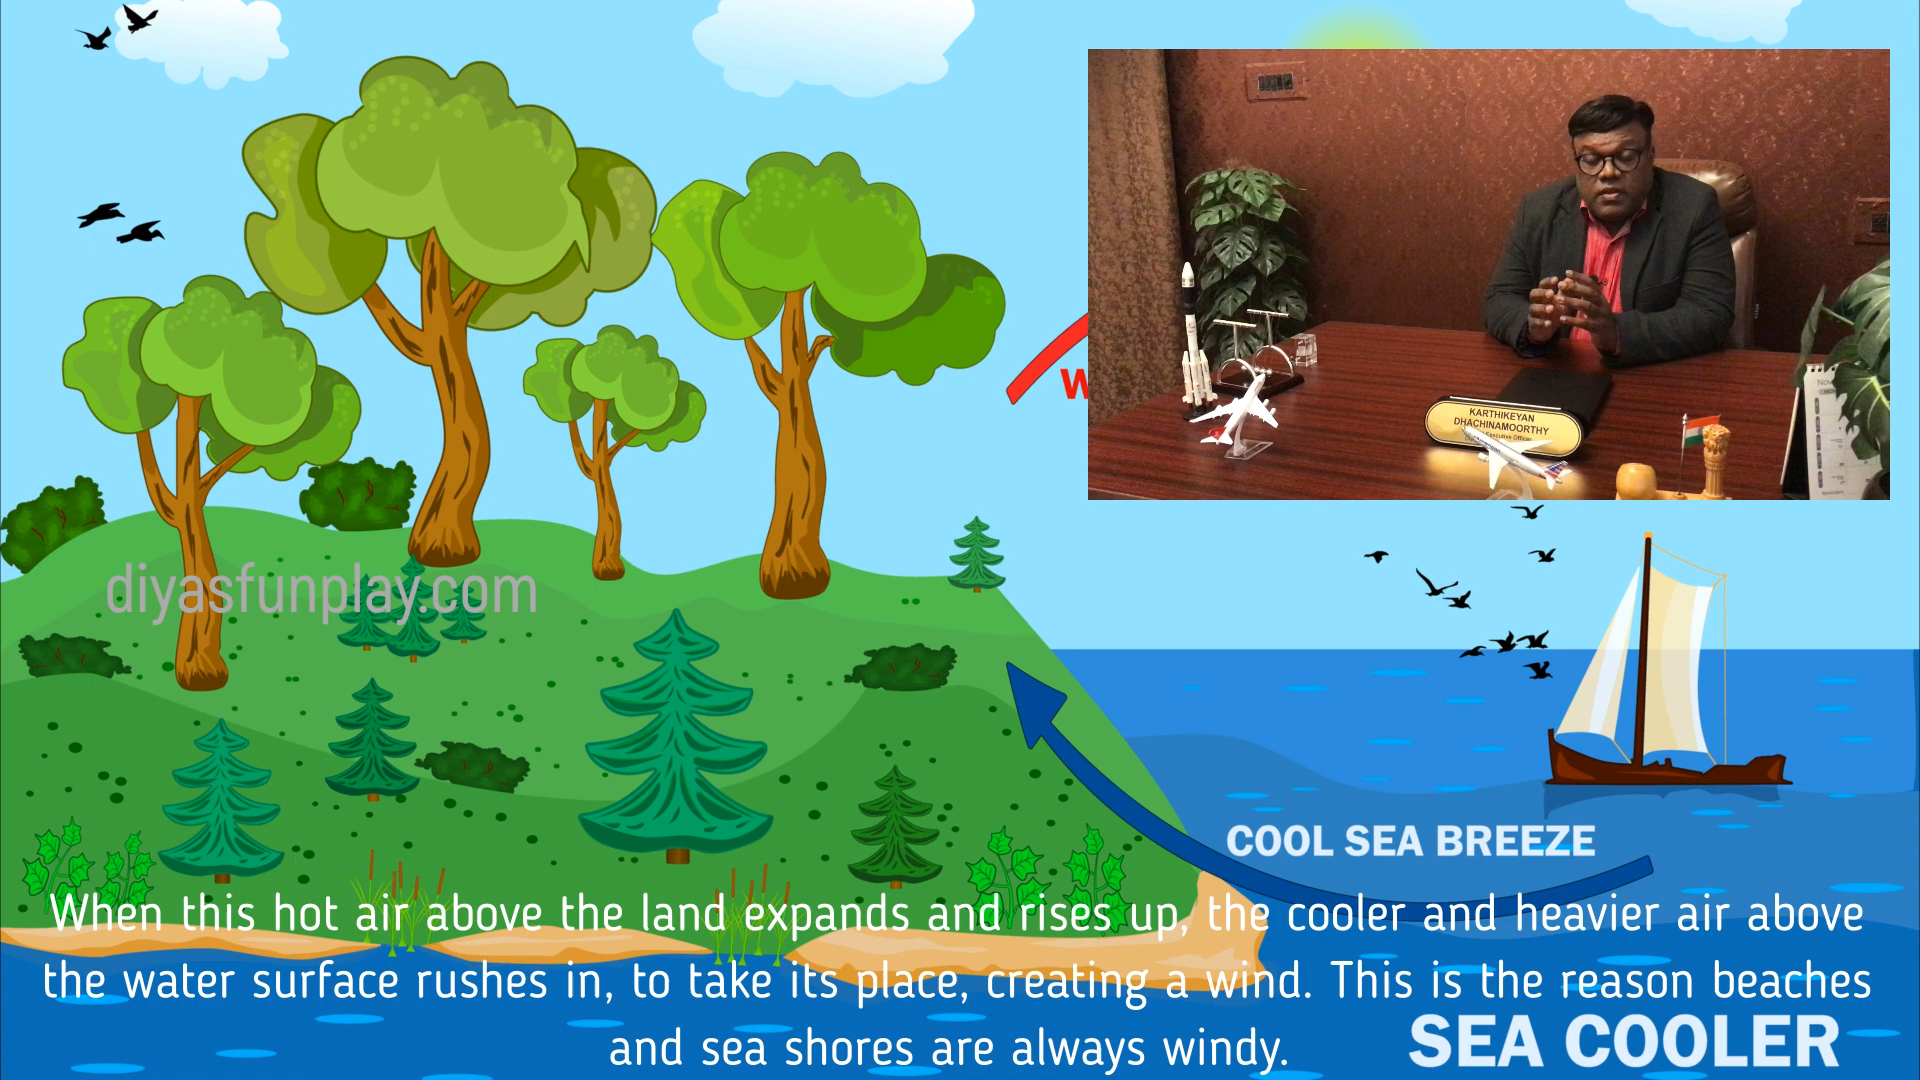 W
KARTHIKEYAN
DHACHINAMOORTHY
Executive Officer
diyasfunplay.com
COOL SEA BREEZE
When this hot air above the land expands and rises up, the cooler and heavier air above
the water surface rushes in, to take its place, creating a wind. This is the reason beaches
and sea shores are always windy.
SEA COOLER